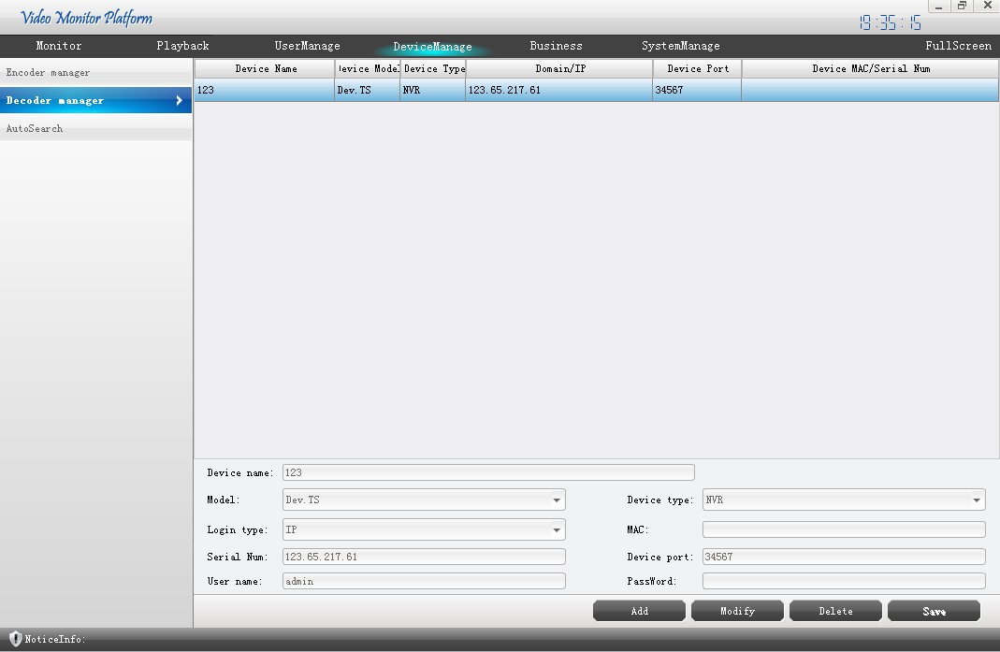 Video Monitor Platform
19:35:15
Monitor Playback UserManage DeviceManage Business SystemManage FullScreen
Encoder manager
Decoder manager
AutoSearch
Device Name Device Model Device Type Domain/IP Device Port Device MAC/Serial Num
123 Dev.TS NVR 123.65.217.61 34567
Device name: 123
Model: Dev.TS Device type: NVR
Login type: IP MAC:
Serial Num: 123.65.217.61 Device port: 34567
User name: admin PassWord:
Add Modify Delete Save
NoticeInfo: